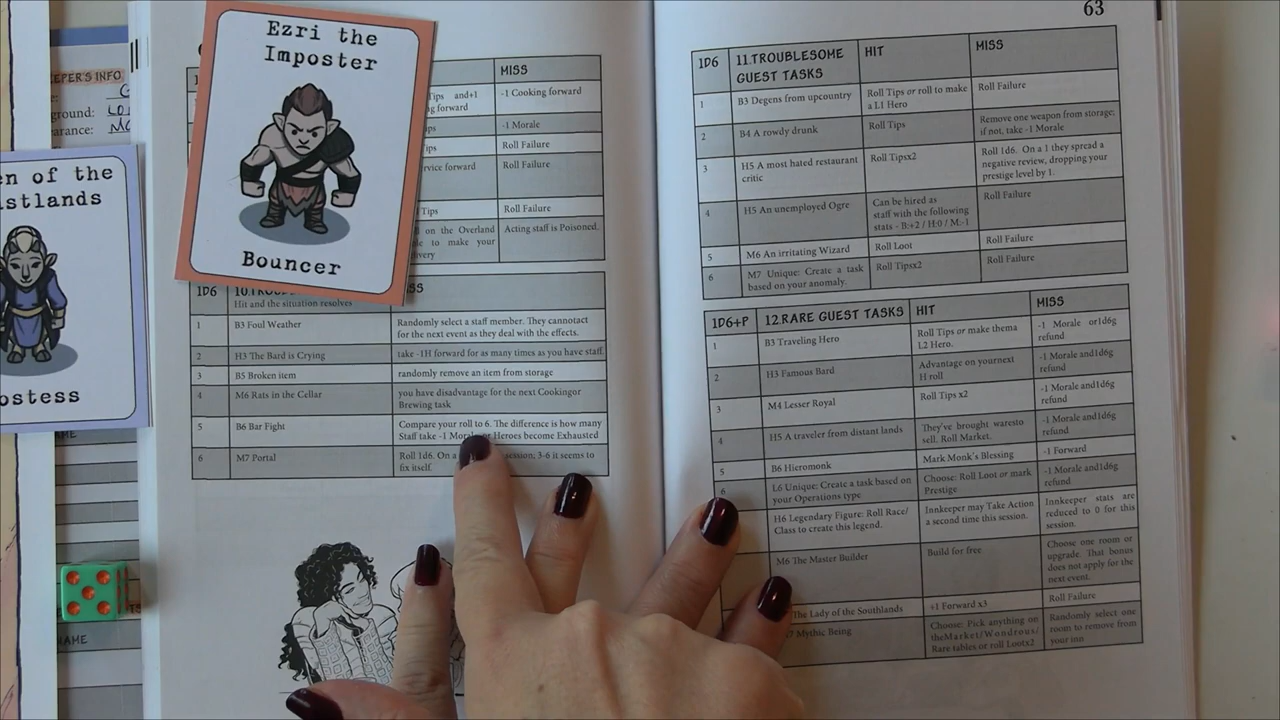 63
EPER'S INFO
Ezri the
Imposter
Bouncer
en of the
astlands
ostess
MISS
Tips and+1
g forward
-1 Cooking forward
-1 Morale
Roll Failure
rvice forward
Roll Failure
Tips
Roll Failure
on the Overland
to make your
Acting staff is Poisoned.
1D6
Hit and the situation resolves
1
B3 Foul Weather
Randomly select a staff member. They cannotact
for the next event as they deal with the effects.
2
H3 The Bard is Crying
take -1H forward for as many times as you have staff.
3
B5 Broken item
randomly remove an item from storage
4
M6 Rats in the Cellar
you have disadvantage for the next Cookingor
Brewing task
5
B6 Bar Fight
Compare your roll to 6. The difference is how many
Staff take -1 Morale or Heroes become Exhausted
6
M7 Portal
Roll 1d6. On a session; 3-6 it seems to
fix itself.
1D6
11.TROUBLESOME
GUEST TASKS
HIT
MISS
1
B3 Degens from upcountry
Roll Tips or roll to make
a L1 Hero
Roll Failure
2
B4 A rowdy drunk
Roll Tips
Remove one weapon from storage;
if not, take -1 Morale
3
H5 A most hated restaurant
critic
Roll Tipsx2
Roll 1d6. On a 1 they spread a
negative review, dropping your
prestige level by 1.
4
H5 An unemployed Ogre
Can be hired as
staff with the following
stats - B:+2 / H:0 / M:-1
Roll Failure
5
M6 An irritating Wizard
Roll Loot
Roll Failure
6
M7 Unique: Create a task
based on your anomaly.
Roll Tipsx2
Roll Failure
1D6+P
12.RARE GUEST TASKS
HIT
MISS
1
B3 Traveling Hero
Roll Tips or make thema
L2 Hero.
-1 Morale or1d6g
refund
2
H3 Famous Bard
Advantage on yournext
H roll
-1 Morale and1d6g
refund
3
M4 Lesser Royal
Roll Tips x2
-1 Morale and1d6g
refund
4
H5 A traveler from distant lands
They've brought waresto
sell. Roll Market.
-1 Morale and1d6g
refund
5
B6 Hieromonk
Mark Monk's Blessing
-1 Forward
6
L6 Unique: Create a task based on
your Operations type
Choose: Roll Loot or mark
Prestige
-1 Morale and1d6g
refund
H6 Legendary Figure: Roll Race/
Class to create this legend.
Innkeeper may Take Action
a second time this session.
Innkeeper stats are
reduced to 0 for this
session.
M6 The Master Builder
Build for free
Choose one room or
upgrade. That bonus
does not apply for the
next event.
The Lady of the Southlands
+1 Forward x3
Roll Failure
7 Mythic Being
Choose: Pick anything on
theMarket/Wondrous/
Rare tables or roll Lootx2
Randomly select one
room to remove from
your inn
NAME